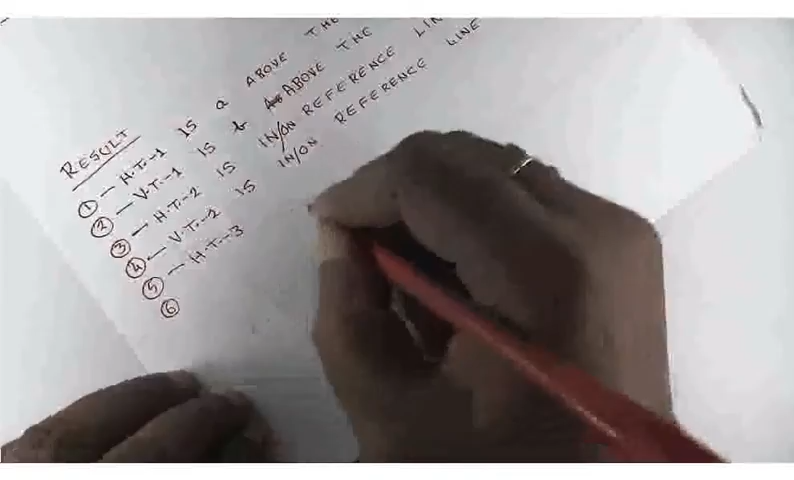 RESULT
① — H.T.-1 IS a ABOVE THE
② — V.T.-1 IS b ABOVE THE
③ — H.T.-2 IS IN/ON REFERENCE LIN
④ — V.T.-2 IS IN/ON REFERENCE LINE
⑤ — H.T.-3
⑥